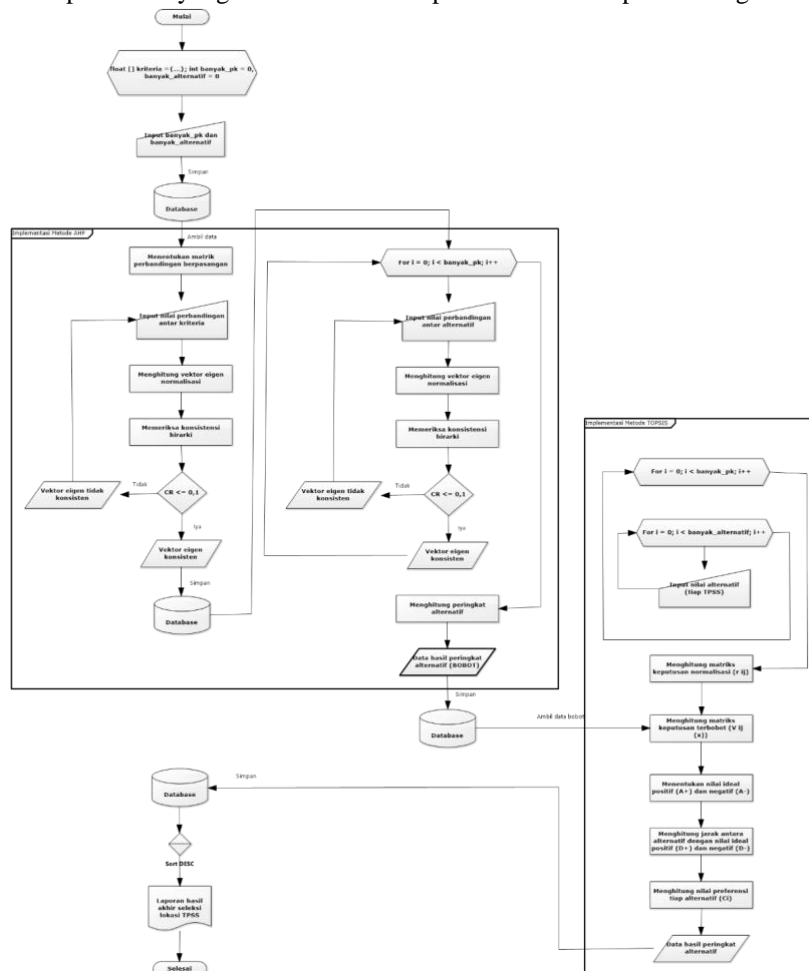 Mulai
float [] kriteria ={...}; int banyak_pk = 0,
banyak_alternatif = 0
Input banyak_pk dan
banyak_alternatif
Simpan
Database
Implementasi Metode AHP
Ambil data
Menentukan matrik
perbandingan berpasangan
Input nilai perbandingan
antar kriteria
Menghitung vektor eigen
normalisasi
Memeriksa konsistensi
birarki
CR <= 0,1
Tidak
Vektor eigen tidak
konsisten
Iya
Vektor eigen
konsisten
Simpan
Database
For i = 0; i < banyak_pk; i++
Input nilai perbandingan
antar alternatif
Menghitung vektor eigen
normalisasi
Memeriksa konsistensi
birarki
CR <= 0,1
Tidak
Vektor eigen tidak
konsisten
Iya
Vektor eigen
konsisten
Menghitung peringkat
alternatif
Data hasil peringkat
alternatif (BOBOT)
Simpan
Database
Ambil data bobot
Implementasi Metode TOPSIS
For i = 0; i < banyak_pk; i++
For i = 0; i < banyak_alternatif; i++
Input nilai alternatif
(tiap TPSS)
Menghitung matriks
keputusan normalisasi (r ij)
Menghitung matriks
keputusan terbobot (V ij
(x))
Menentukan nilai ideal
positif (A+) dan negatif (A-)
Menghitung jarak antara
alternatif dengan nilai ideal
positif (D+) dan negatif (D-)
Menghitung nilai preferensi
tiap alternatif (Ci)
Data hasil peringkat
alternatif
Simpan
Database
Sort DISC
Laporan hasil
akhir seleksi
lokasi TPSS
Selesai